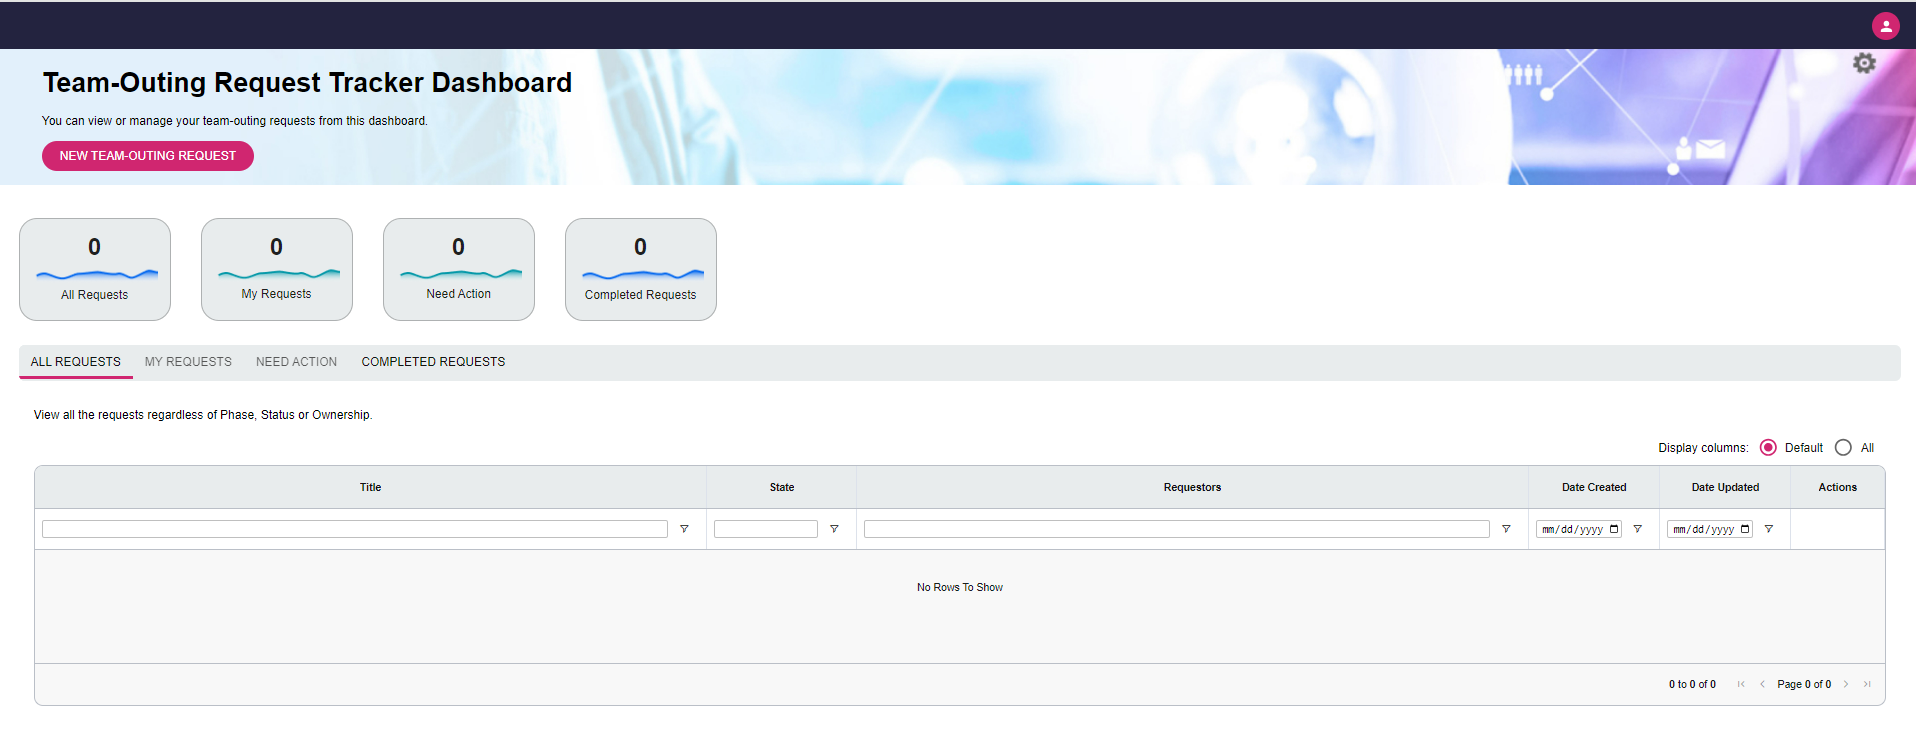 Team-Outing Request Tracker Dashboard
You can view or manage your team-outing requests from this dashboard.
NEW TEAM-OUTING REQUEST
0
All Requests
0
My Requests
0
Need Action
0
Completed Requests
ALL REQUESTS MY REQUESTS NEED ACTION COMPLETED REQUESTS
View all the requests regardless of Phase, Status or Ownership.
Display columns: Default All
Title State Requestors Date Created Date Updated Actions
mm/dd/yyyy mm/dd/yyyy
No Rows To Show
0 to 0 of 0 Page 0 of 0